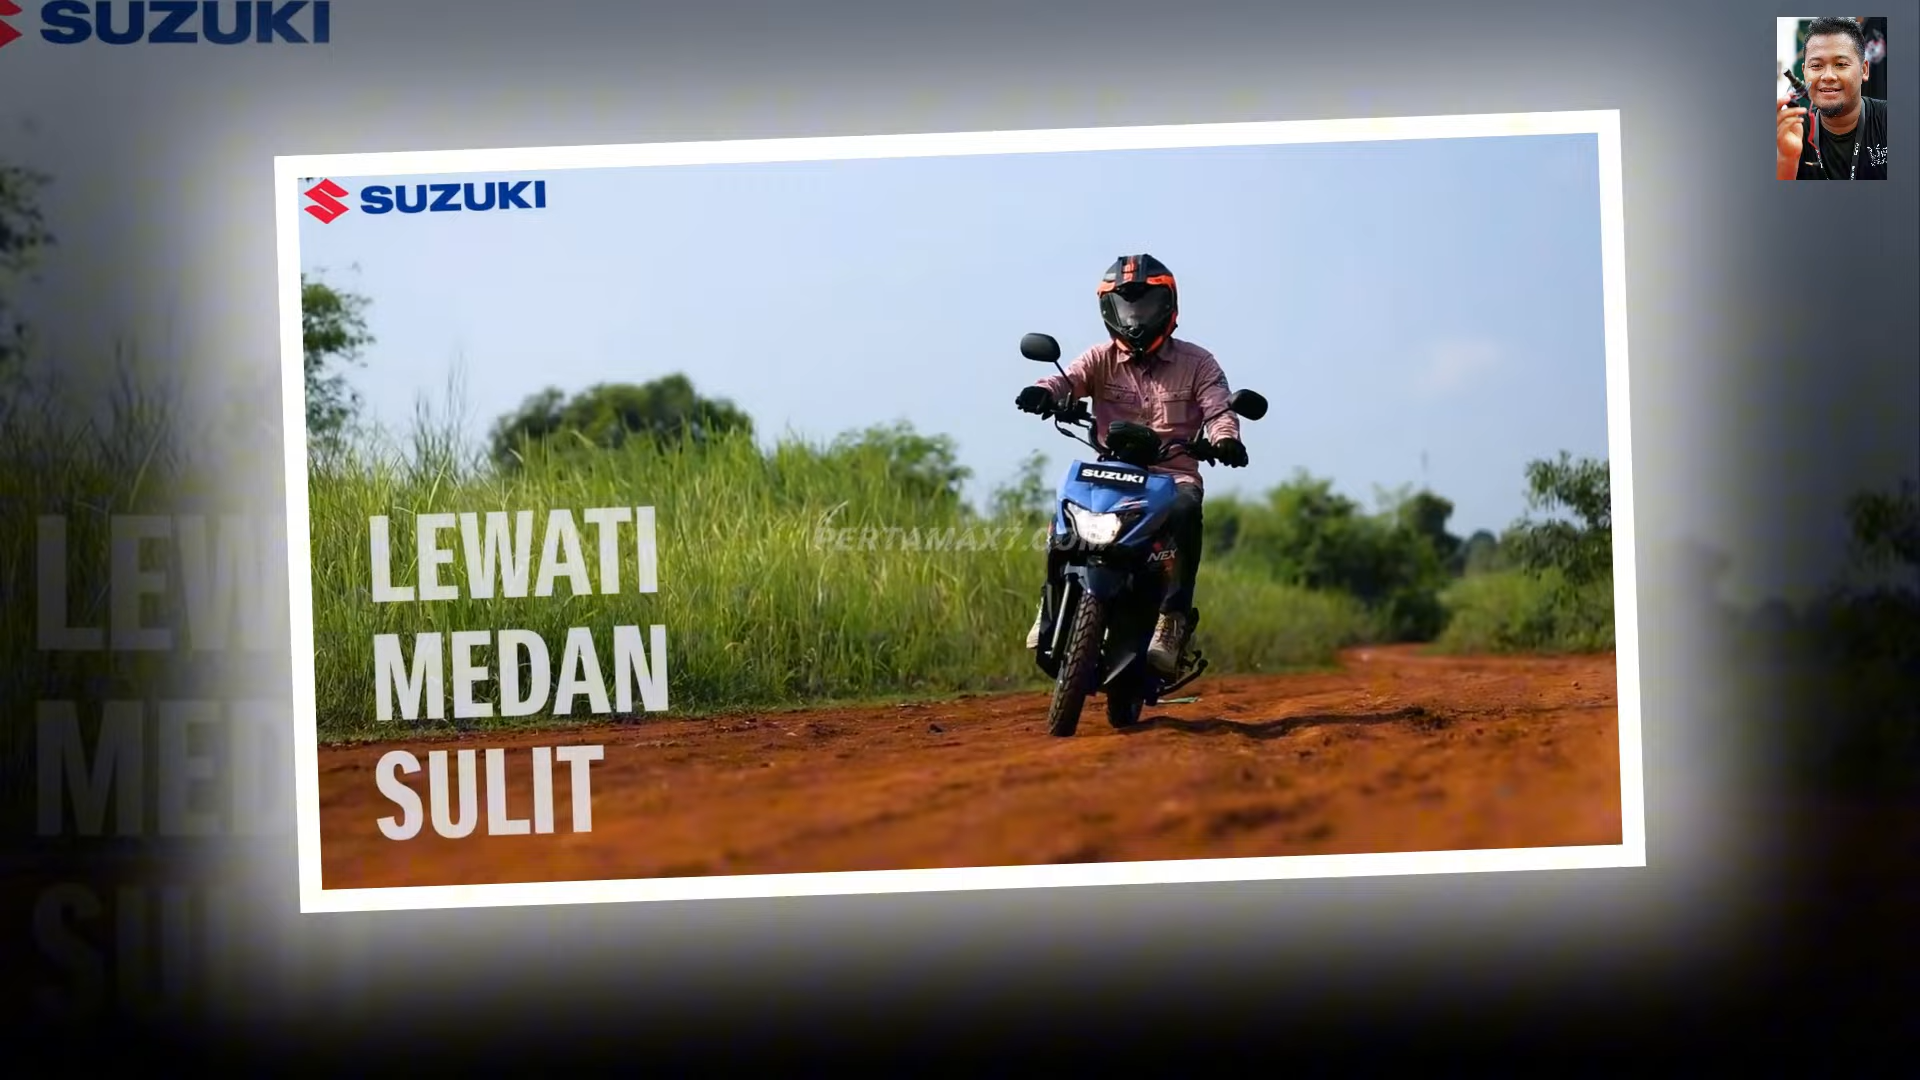 SUZUKI
SUZUKI
SUZUKI
NEX
PERTAMAX7.COM
LEWATI
MEDAN
SULIT